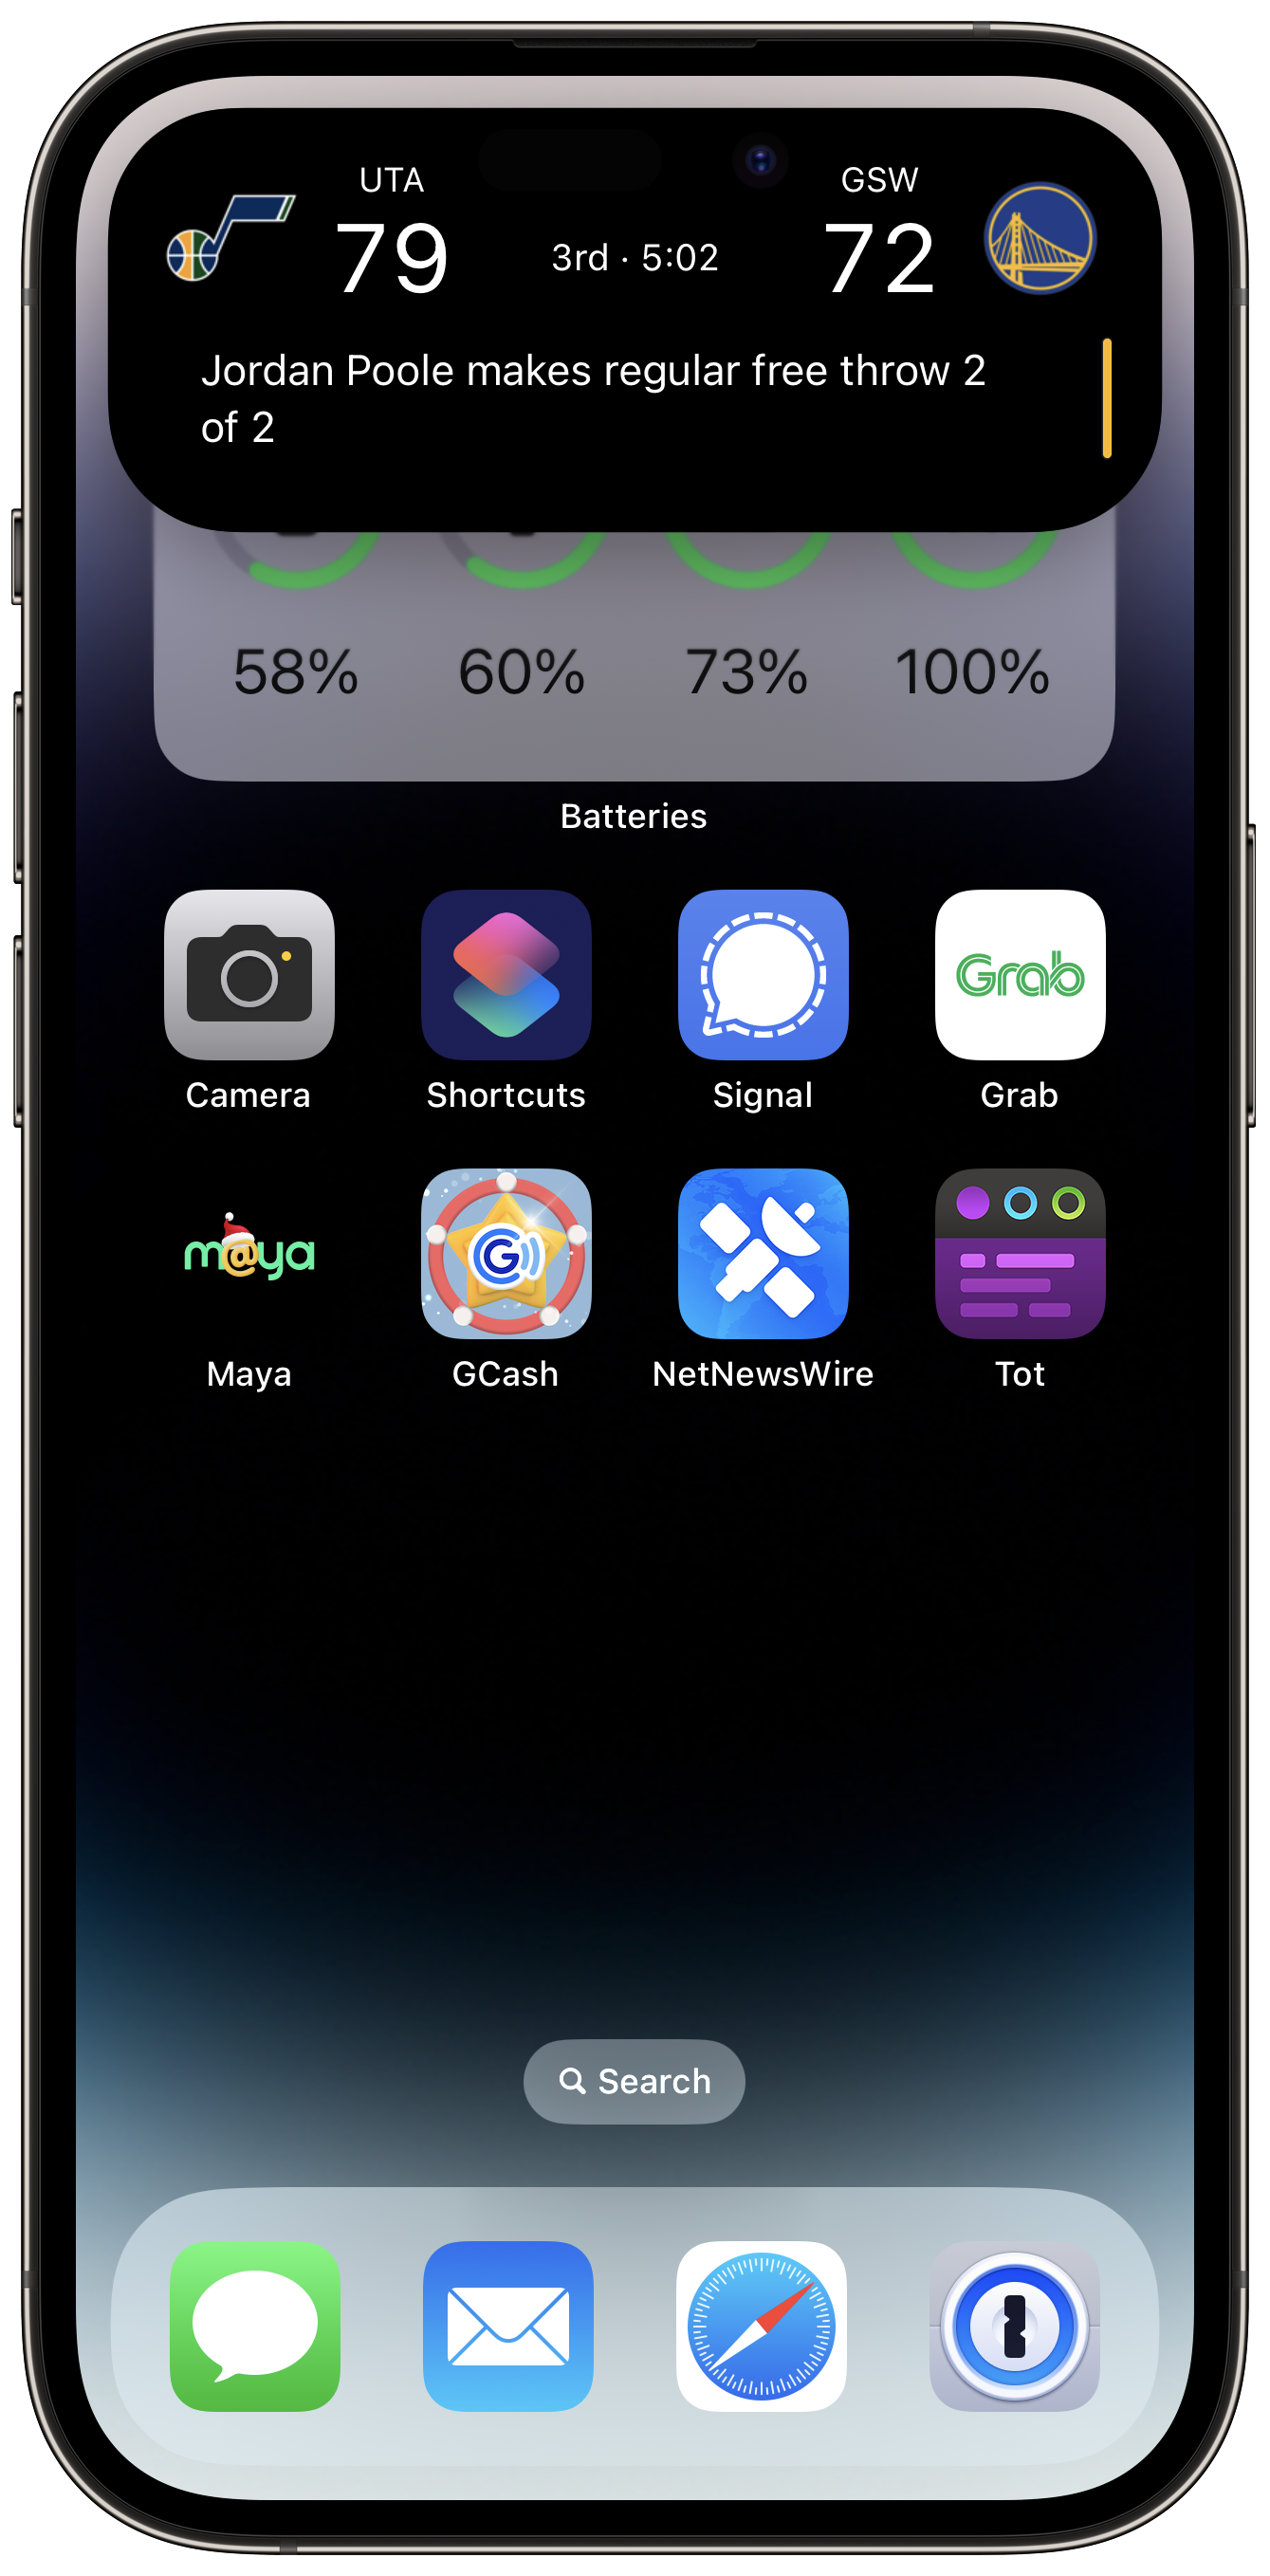 UTA
GSW
79
3rd · 5:02
72
Jordan Poole makes regular free throw 2
of 2
58%
60%
73%
100%
Batteries
Grab
Camera
Shortcuts
Signal
Grab
m@ya
G
Maya
GCash
NetNewsWire
Tot
Search